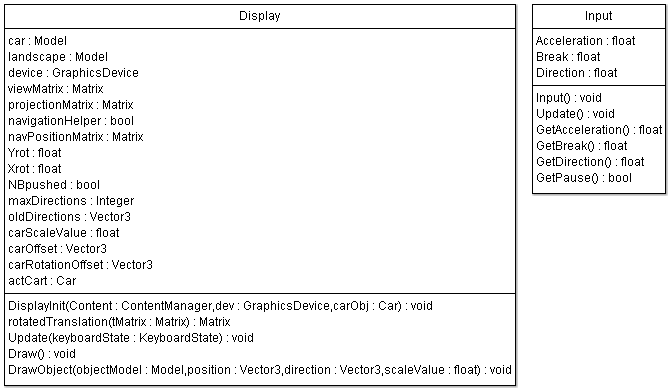 Display
car : Model
landscape : Model
device : GraphicsDevice
viewMatrix : Matrix
projectionMatrix : Matrix
navigationHelper : bool
navPositionMatrix : Matrix
Yrot : float
Xrot : float
NBpushed : bool
maxDirections : Integer
oldDirections : Vector3
carScaleValue : float
carOffset : Vector3
carRotationOffset : Vector3
actCart : Car
DisplayInit(Content : ContentManager,dev : GraphicsDevice,carObj : Car) : void
rotatedTranslation(tMatrix : Matrix) : Matrix
Update(keyboardState : KeyboardState) : void
Draw() : void
DrawObject(objectModel : Model,position : Vector3,direction : Vector3,scaleValue : float) : void
Input
Acceleration : float
Break : float
Direction : float
Input() : void
Update() : void
GetAcceleration() : float
GetBreak() : float
GetDirection() : float
GetPause() : bool